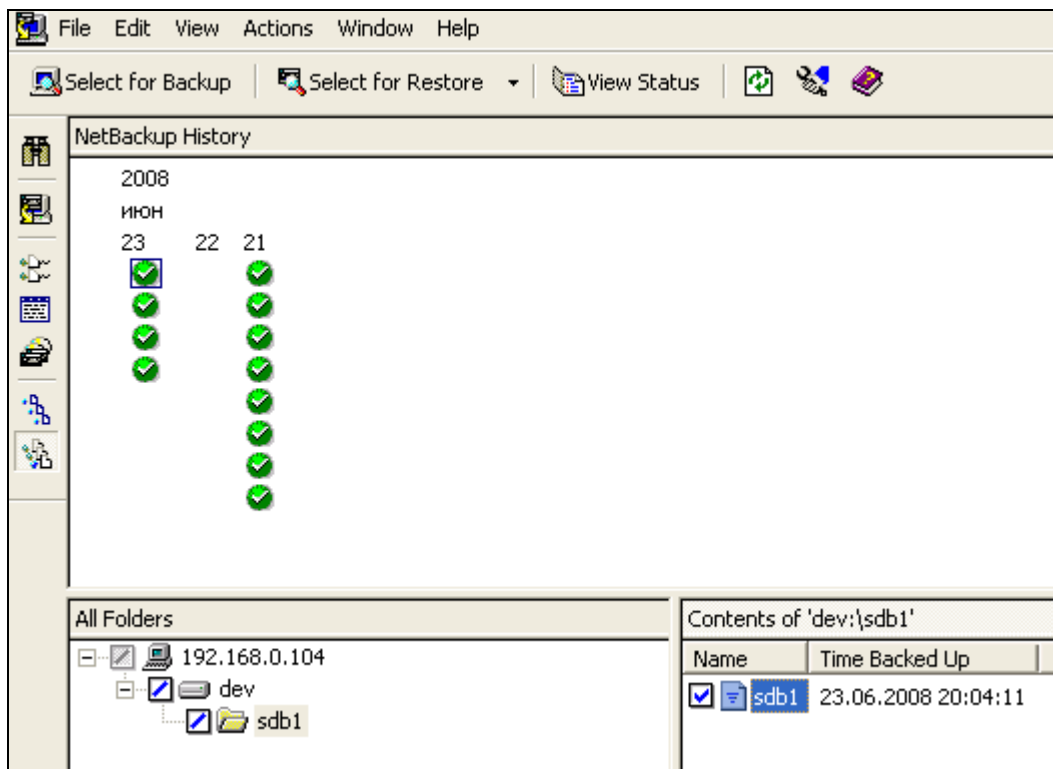 File Edit View Actions Window Help
Select for Backup Select for Restore View Status
NetBackup History
2008
июн
23 22 21
All Folders
192.168.0.104
dev
sdb1
Contents of 'dev:\sdb1'
Name Time Backed Up
sdb1 23.06.2008 20:04:11